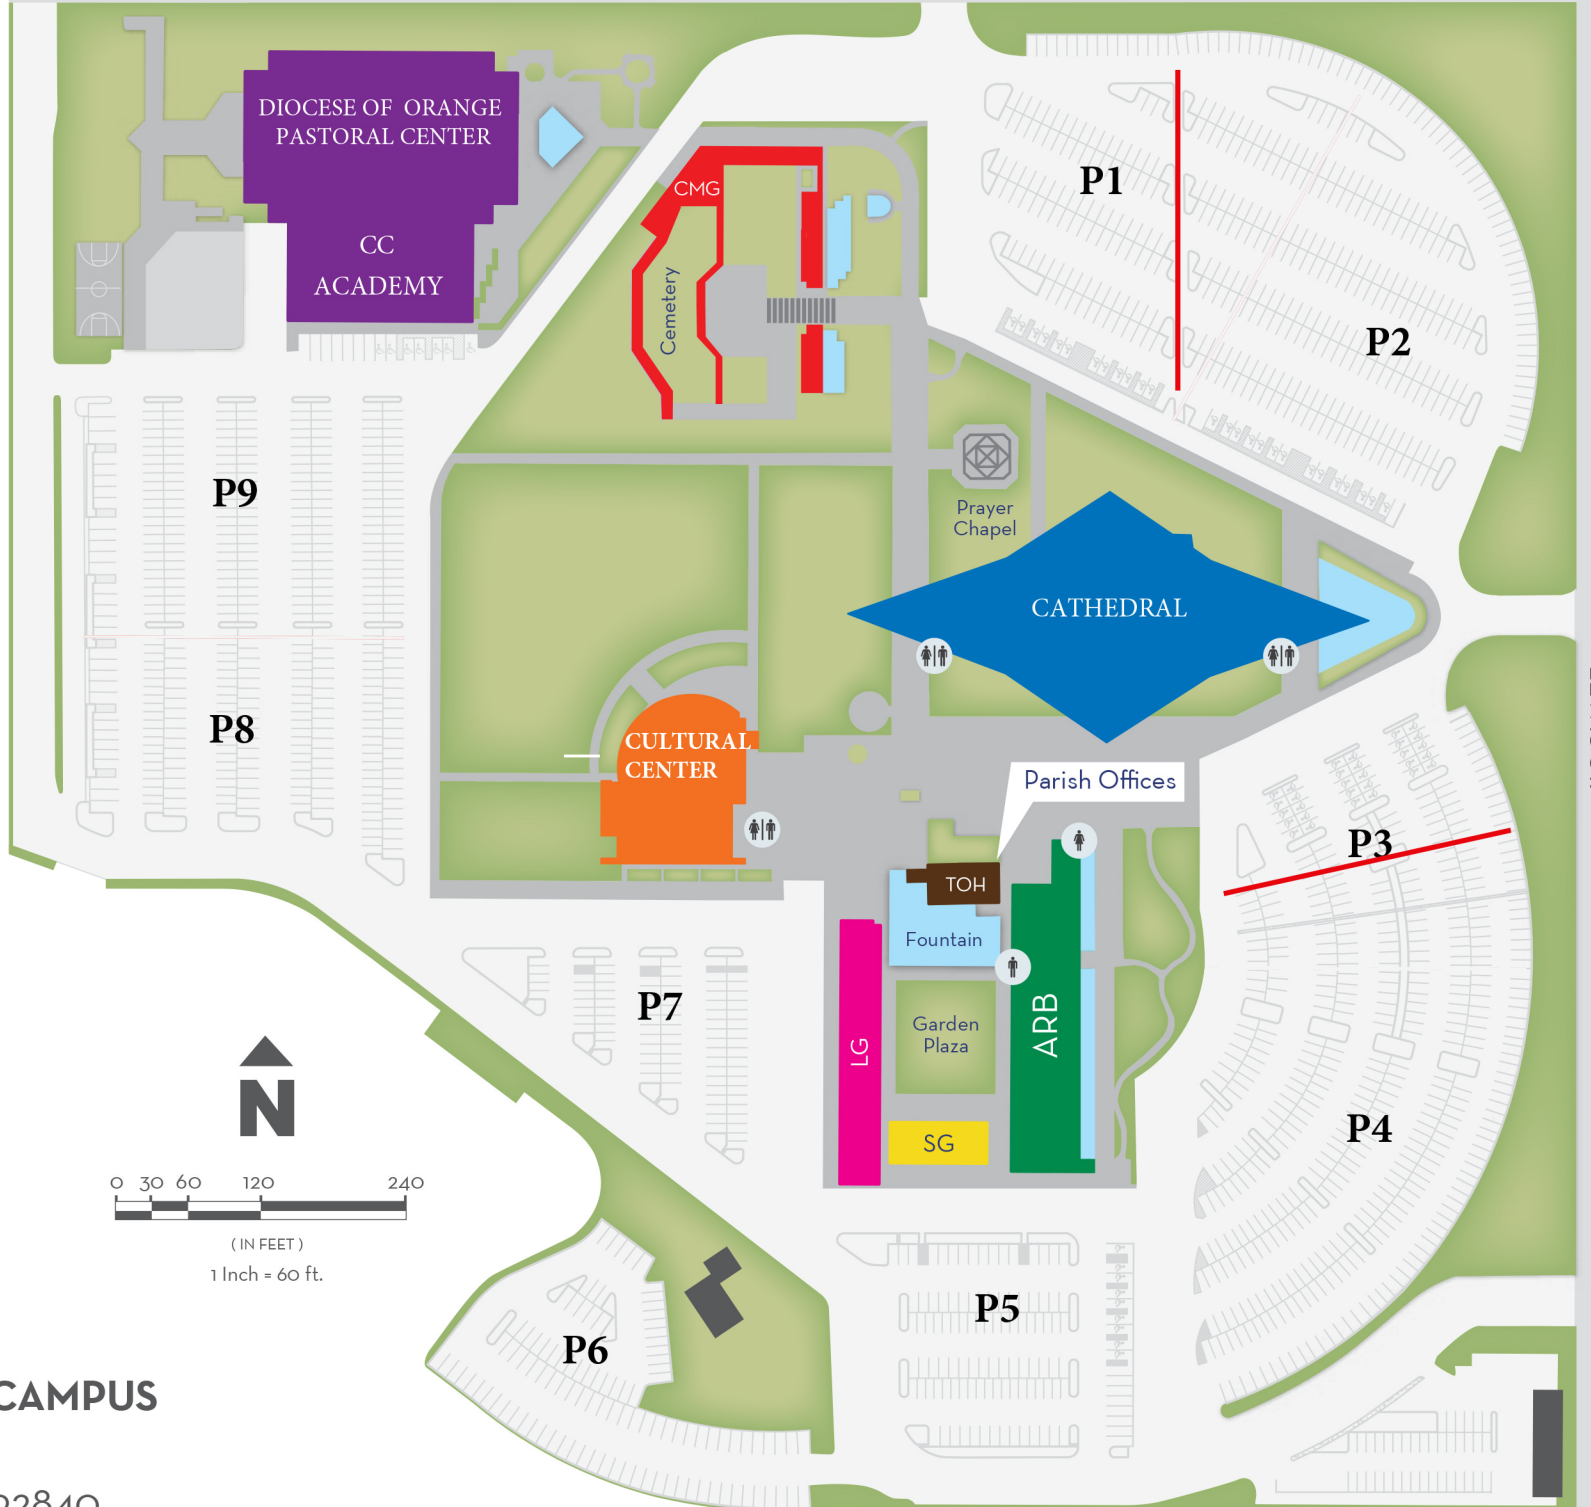 DIOCESE OF ORANGE
PASTORAL CENTER
CC
ACADEMY
CMG
Cemetery
P1
P2
P9
Prayer
Chapel
CATHEDRAL
P8
CULTURAL
CENTER
Parish Offices
P3
TOH
Fountain
P7
Garden
Plaza
LG
ARB
SG
P4
N
0 30 60 120 240
( IN FEET )
1 Inch = 60 ft.
P5
P6
CAMPUS
92840